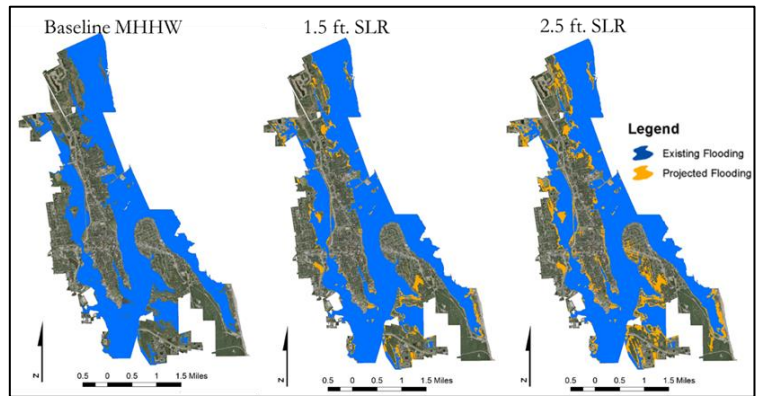 Baseline MHHW
1.5 ft. SLR
2.5 ft. SLR
Legend
Existing Flooding
Projected Flooding
N
0.5 0 0.5 1 1.5 Miles
N
0.5 0 0.5 1 1.5 Miles
N
0.5 0 0.5 1 1.5 Miles